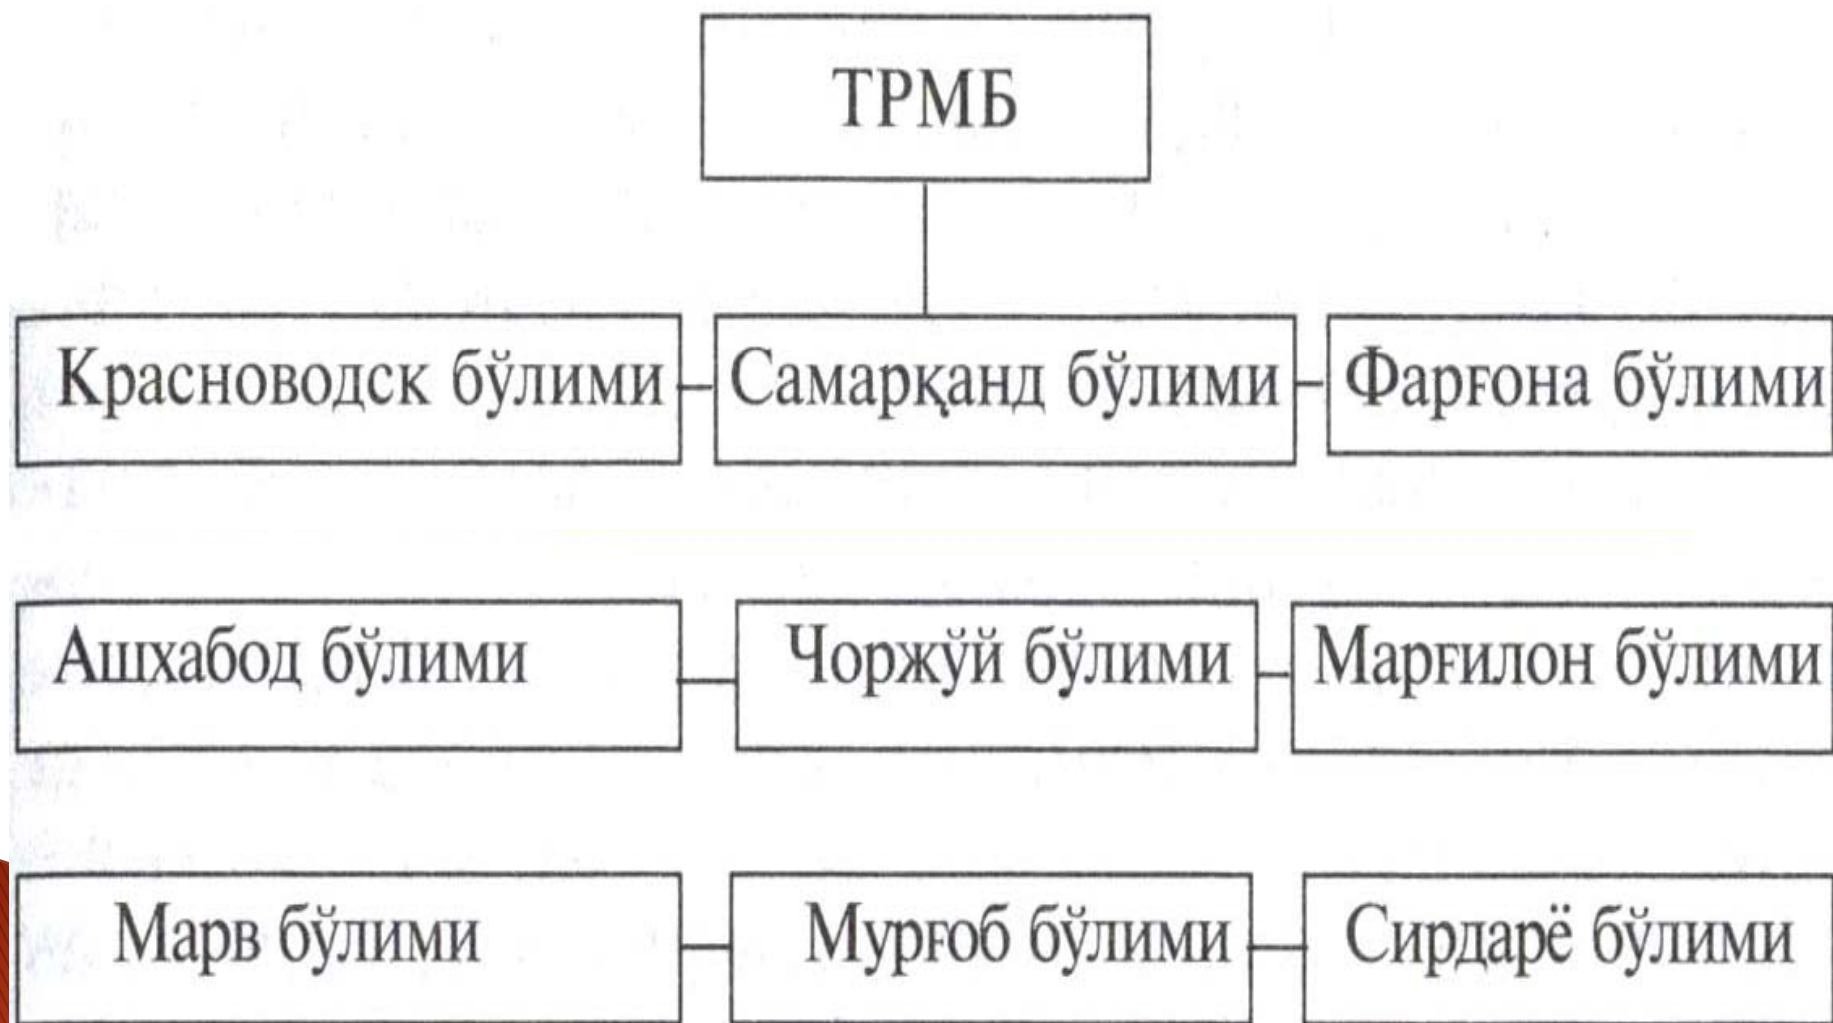 ТРМБ
Красноводск бўлими
Самарқанд бўлими
Фарғона бўлими
Ашхабод бўлими
Чоржўй бўлими
Марғилон бўлими
Марв бўлими
Мурғоб бўлими
Сирдарё бўлими